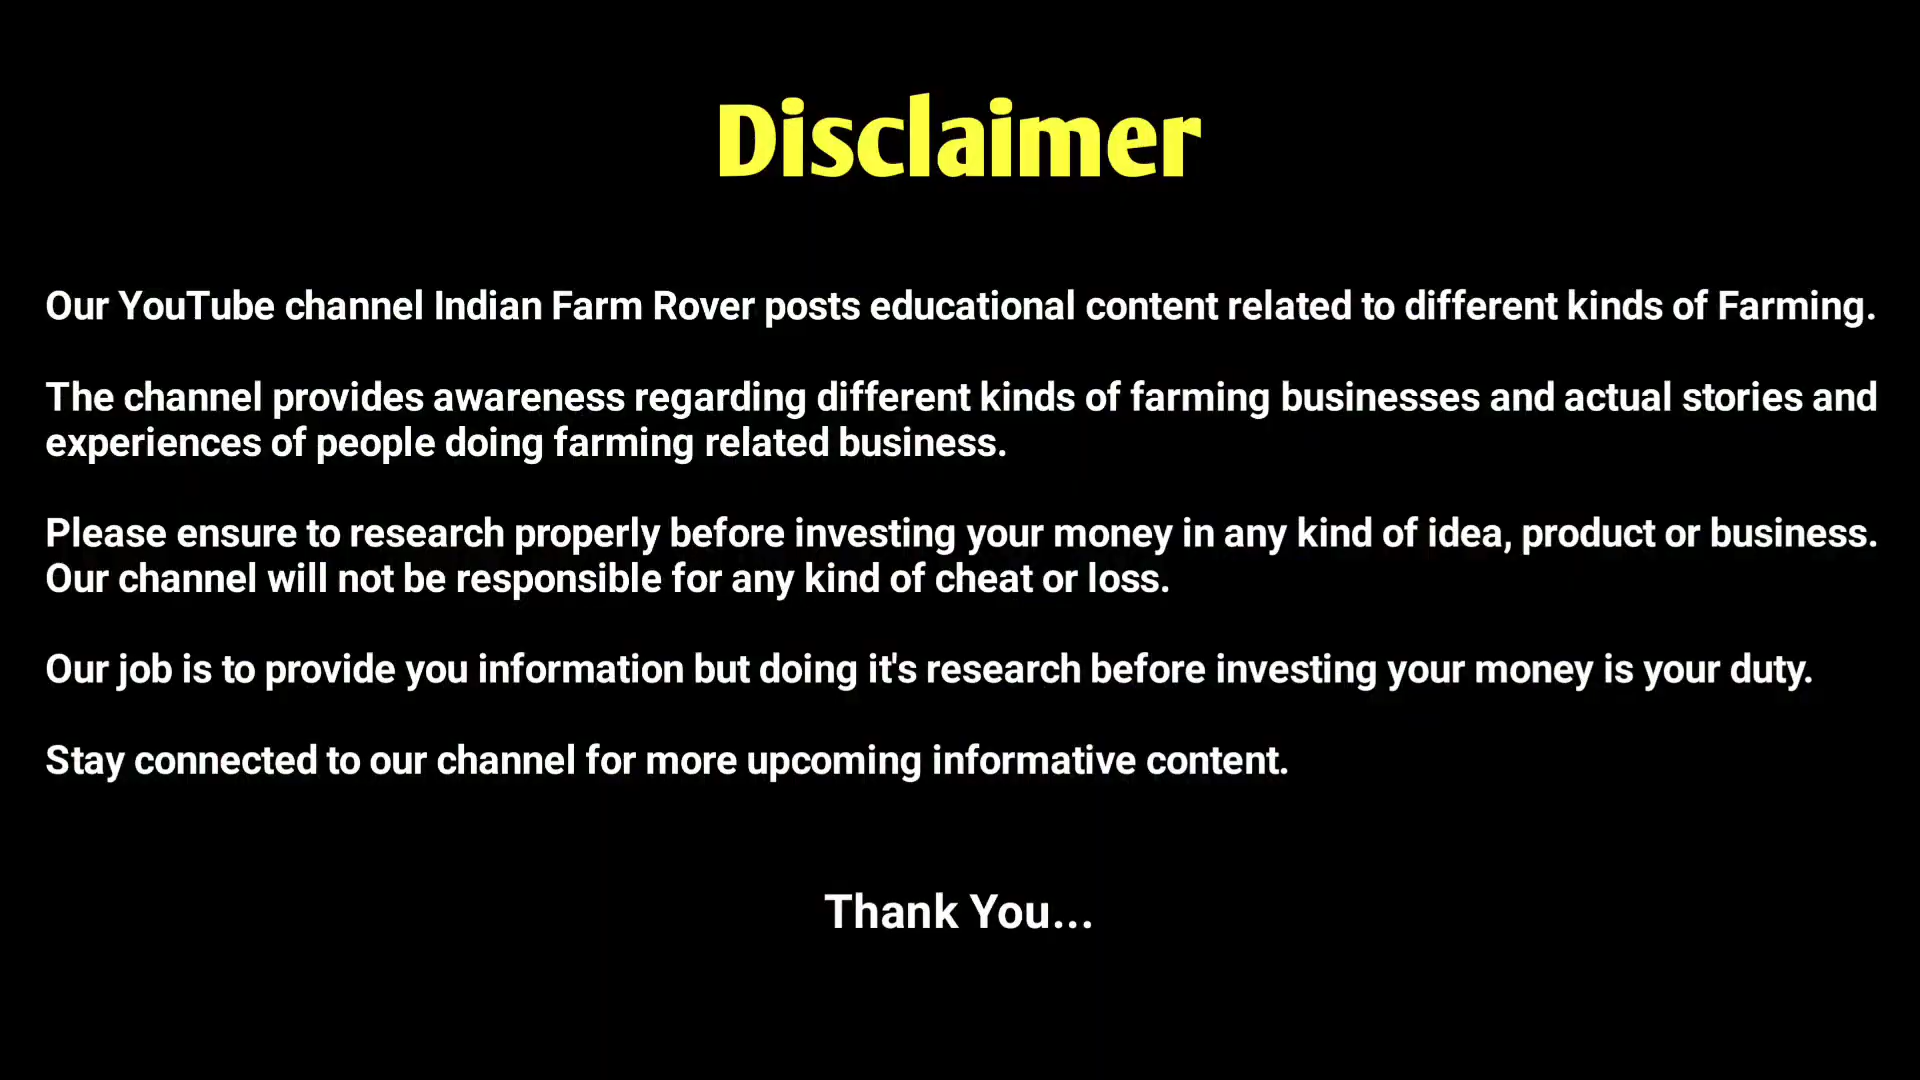 Disclaimer
Our YouTube channel Indian Farm Rover posts educational content related to different kinds of Farming.
The channel provides awareness regarding different kinds of farming businesses and actual stories and
experiences of people doing farming related business.
Please ensure to research properly before investing your money in any kind of idea, product or business.
Our channel will not be responsible for any kind of cheat or loss.
Our job is to provide you information but doing it's research before investing your money is your duty.
Stay connected to our channel for more upcoming informative content.
Thank You...